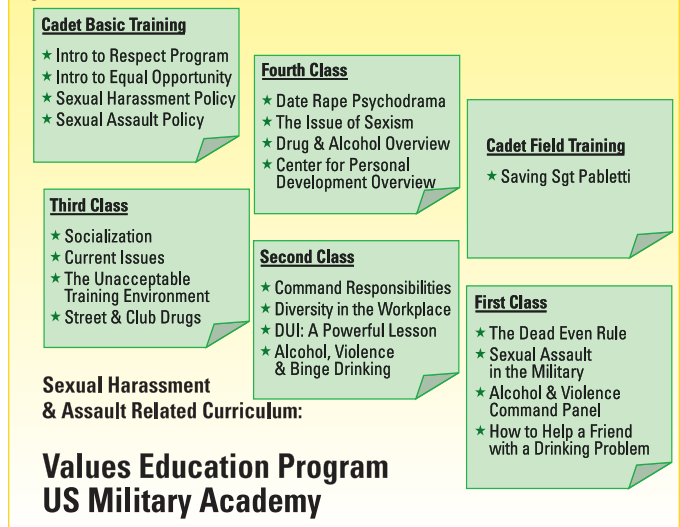 Cadet Basic Training
★ Intro to Respect Program
★ Intro to Equal Opportunity
★ Sexual Harassment Policy
★ Sexual Assault Policy
Fourth Class
★ Date Rape Psychodrama
★ The Issue of Sexism
★ Drug & Alcohol Overview
★ Center for Personal
Development Overview
Cadet Field Training
★ Saving Sgt Pabletti
Third Class
★ Socialization
★ Current Issues
★ The Unacceptable
Training Environment
★ Street & Club Drugs
Second Class
★ Command Responsibilities
★ Diversity in the Workplace
★ DUI: A Powerful Lesson
★ Alcohol, Violence
& Binge Drinking
First Class
★ The Dead Even Rule
★ Sexual Assault
in the Military
★ Alcohol & Violence
Command Panel
★ How to Help a Friend
with a Drinking Problem
Sexual Harassment
& Assault Related Curriculum:
Values Education Program
US Military Academy